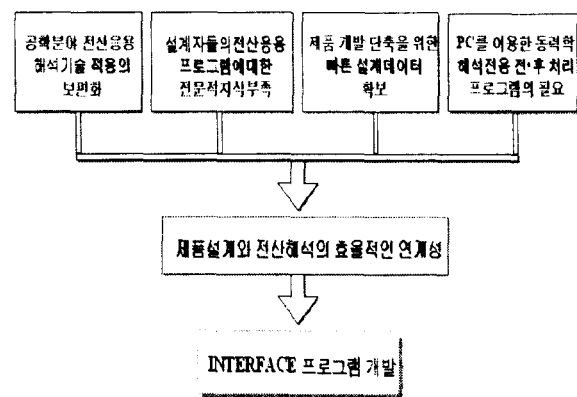 공학분야 전산응용
해석기술 적용의
보편화
설계자들의전산응용
프로그램에대한
전문적지식부족
제품 개발 단축을 위한
빠른 설계데이터
확보
PC를 이용한 동력학
해석전용 전·후 처리
프로그램의 필요
제품설계와 전산해석의 효율적인 연계성
INTERFACE 프로그램 개발